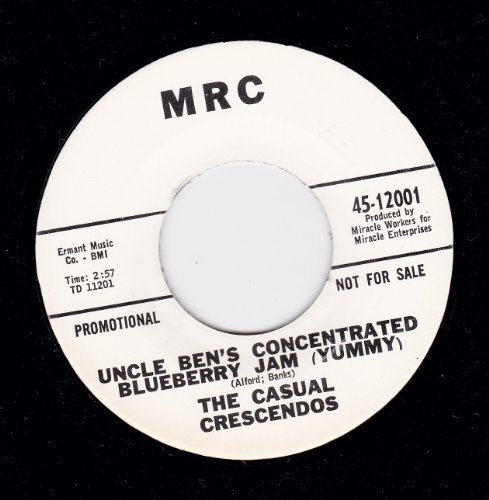 MRC
45-12001
Produced by
Miracle Workers for
Miracle Enterprises
Ermant Music
Co. - BMI
Time: 2:57
TD 11201
NOT FOR SALE
PROMOTIONAL
UNCLE BEN'S CONCENTRATED
BLUEBERRY JAM (YUMMY)
(Alford; Banks)
THE CASUAL
CRESCENDOS